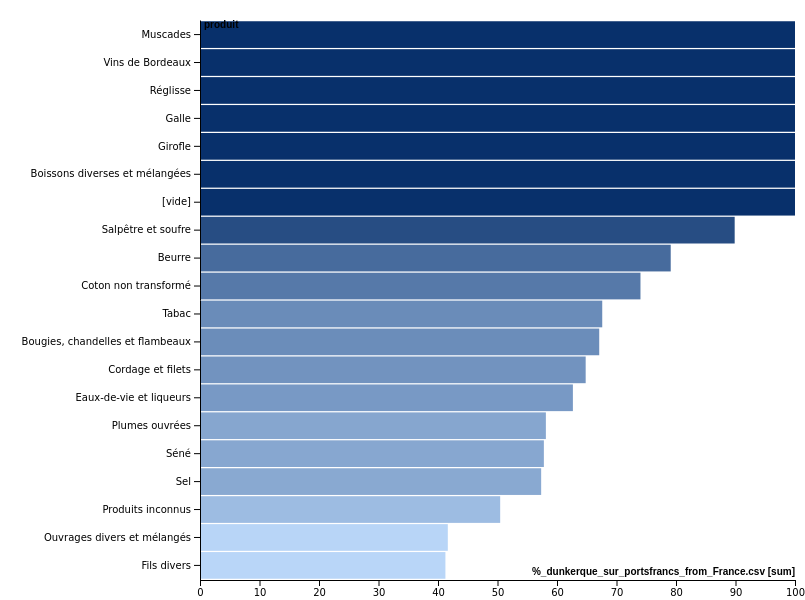 produit
Muscades
Vins de Bordeaux
Réglisse
Galle
Girofle
Boissons diverses et mélangées
[vide]
Salpêtre et soufre
Beurre
Coton non transformé
Tabac
Bougies, chandelles et flambeaux
Cordage et filets
Eaux-de-vie et liqueurs
Plumes ouvrées
Séné
Sel
Produits inconnus
Ouvrages divers et mélangés
Fils divers
%_dunkerque_sur_portsfrancs_from_France.csv [sum]
0 10 20 30 40 50 60 70 80 90 100